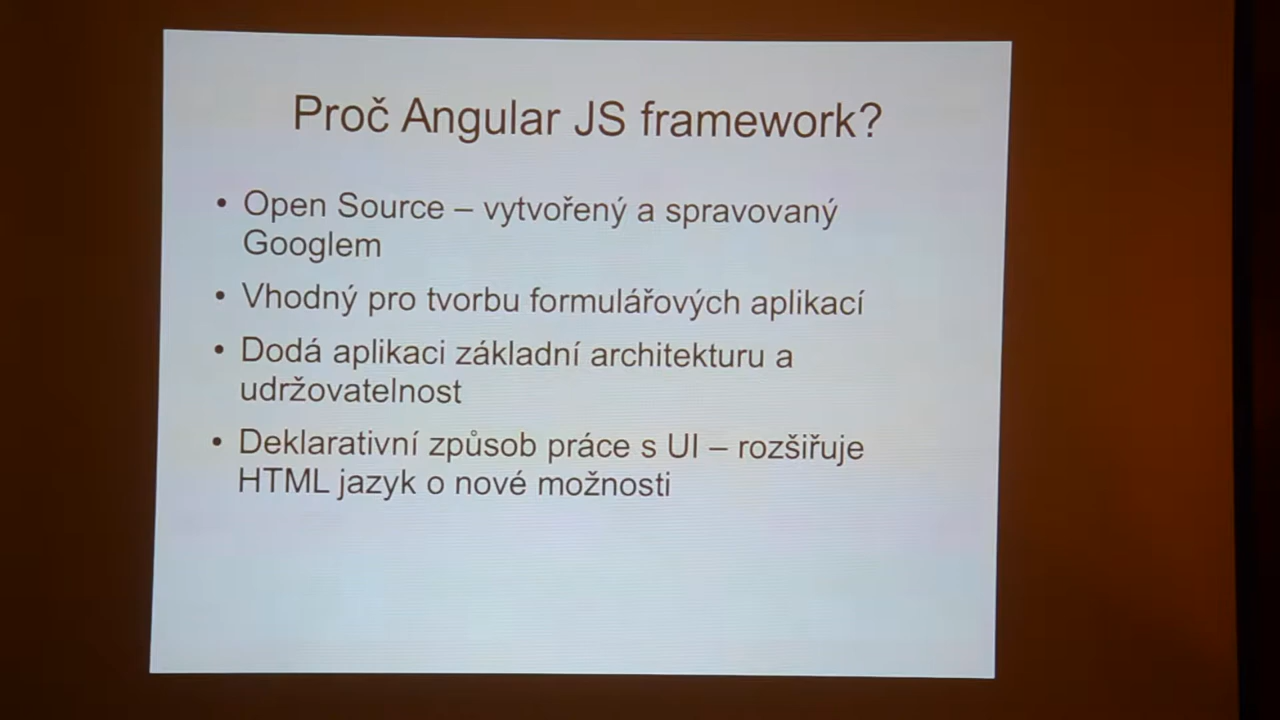 Proč Angular JS framework?
• Open Source – vytvořený a spravovaný
Googlem
• Vhodný pro tvorbu formulářových aplikací
• Dodá aplikaci základní architekturu a
udržovatelnost
• Deklarativní způsob práce s UI – rozšiřuje
HTML jazyk o nové možnosti